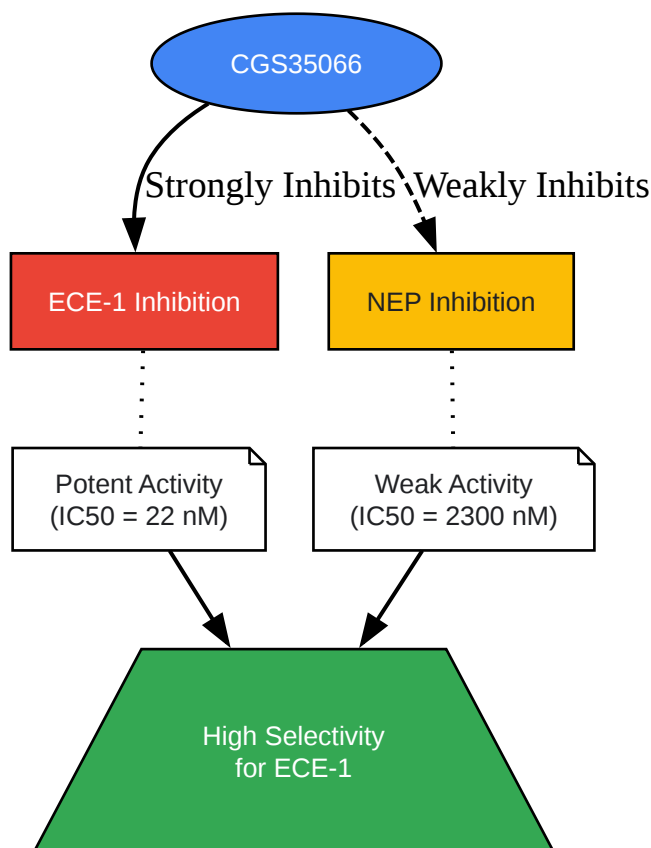 CGS35066
Strongly Inhibits
Weakly Inhibits
ECE-1 Inhibition
NEP Inhibition
Potent Activity
(IC50 = 22 nM)
Weak Activity
(IC50 = 2300 nM)
High Selectivity
for ECE-1